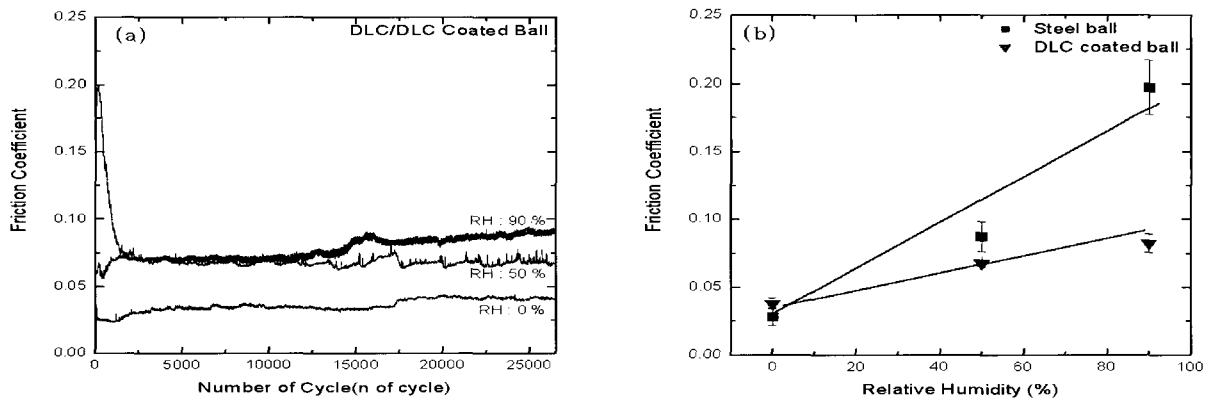 (a)
DLC/DLC Coated Ball
0.25
0.20
0.15
0.10
0.05
0.00
Friction Coefficient
RH : 90 %
RH : 50 %
RH : 0 %
0
5000
10000
15000
20000
25000
Number of Cycle(n of cycle)
(b)
Steel ball
DLC coated ball
0.25
0.20
0.15
0.10
0.05
0.00
Friction Coefficient
0
20
40
60
80
100
Relative Humidity (%)